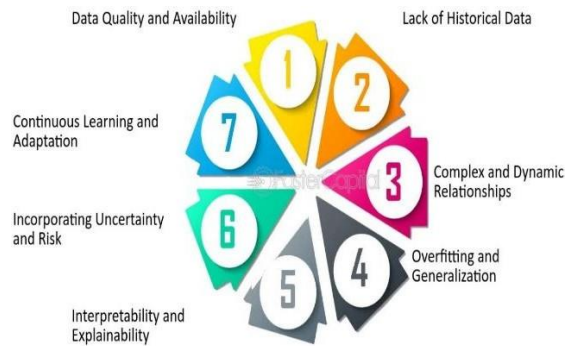 Data Quality and Availability
1
Lack of Historical Data
2
Complex and Dynamic
Relationships
3
Overfitting and
Generalization
4
Interpretability and
Explainability
5
Incorporating Uncertainty
and Risk
6
Continuous Learning and
Adaptation
7
FasterCapital